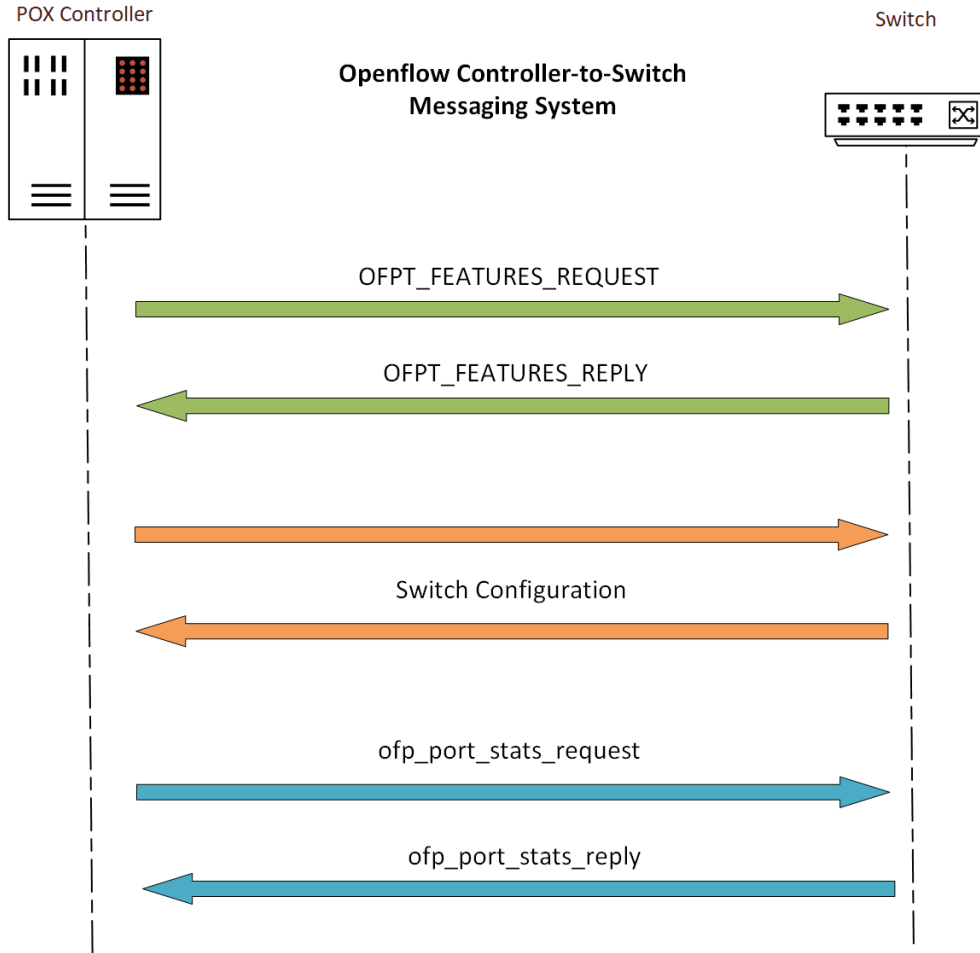 POX Controller
Switch
Openflow Controller-to-Switch
Messaging System
OFPT_FEATURES_REQUEST
OFPT_FEATURES_REPLY
Switch Configuration
ofp_port_stats_request
ofp_port_stats_reply